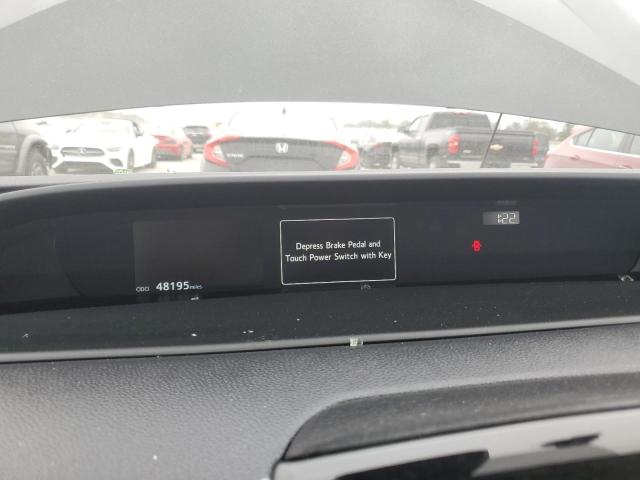 1:22
Depress Brake Pedal and
Touch Power Switch with Key
ODO 48195 miles